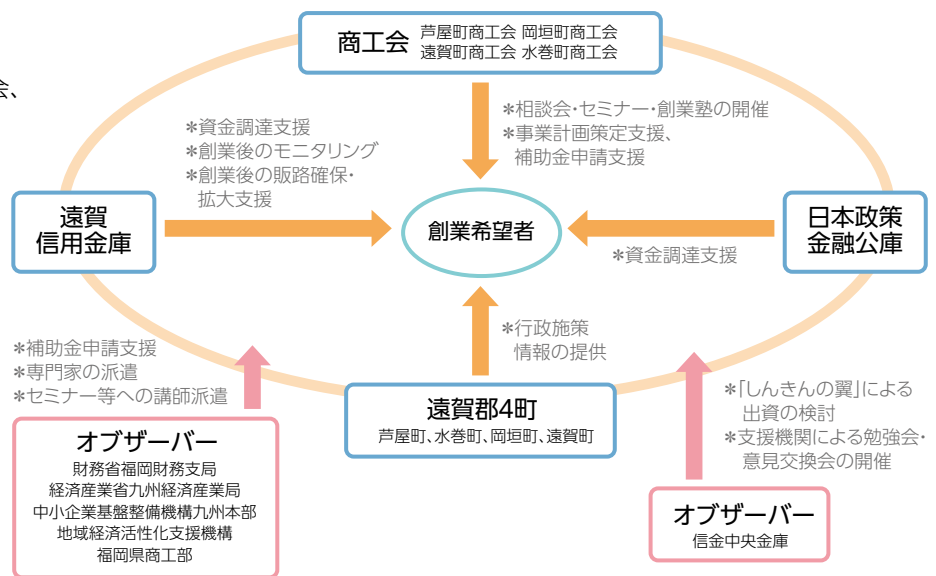 商工会
芦屋町商工会 岡垣町商工会
遠賀町商工会 水巻町商工会
会、
*資金調達支援
*創業後のモニタリング
*創業後の販路確保・
拡大支援
*相談会・セミナー・創業塾の開催
*事業計画策定支援、
補助金申請支援
遠賀
信用金庫
創業希望者
日本政策
金融公庫
*資金調達支援
*行政施策
情報の提供
*補助金申請支援
*専門家の派遣
*セミナー等への講師派遣
遠賀郡4町
芦屋町、水巻町、岡垣町、遠賀町
*「しんきんの翼」による
出資の検討
*支援機関による勉強会・
意見交換会の開催
オブザーバー
財務省福岡財務支局
経済産業省九州経済産業局
中小企業基盤整備機構九州本部
地域経済活性化支援機構
福岡県商工部
オブザーバー
信金中央金庫